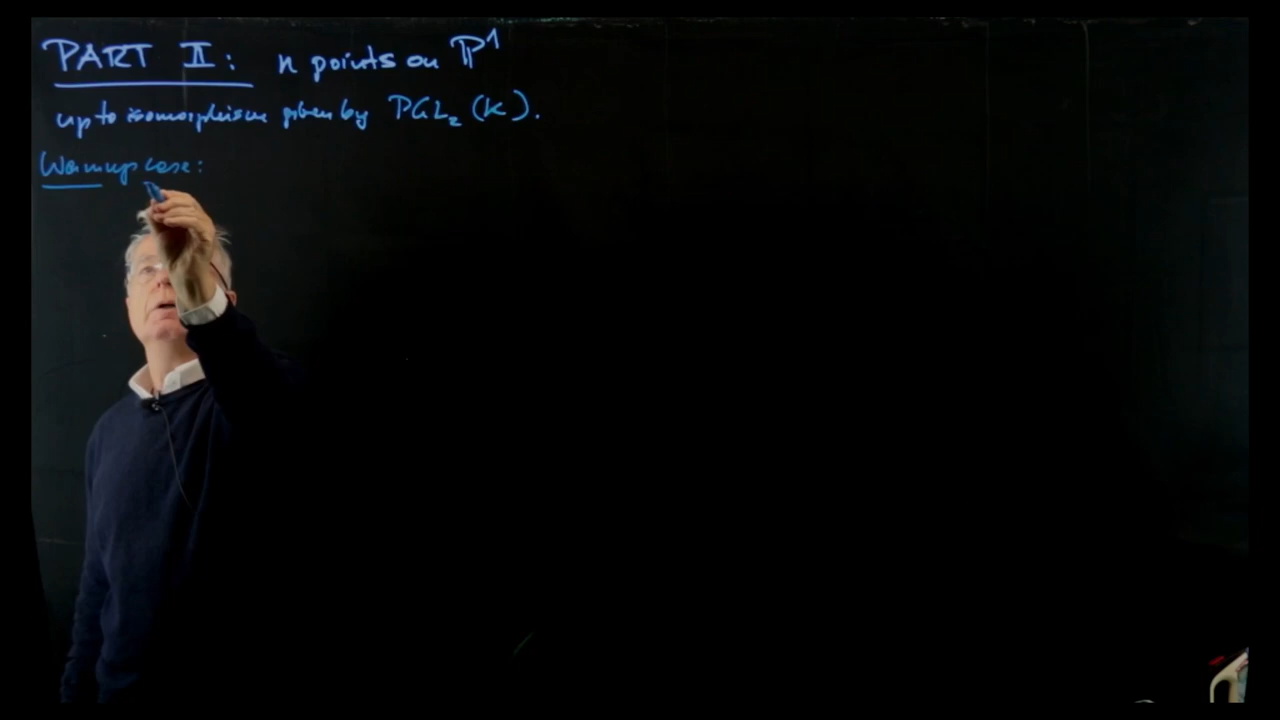 PART II: n points on ℙ¹
up to isomorphism given by PGL₂(K).
Warmup case: